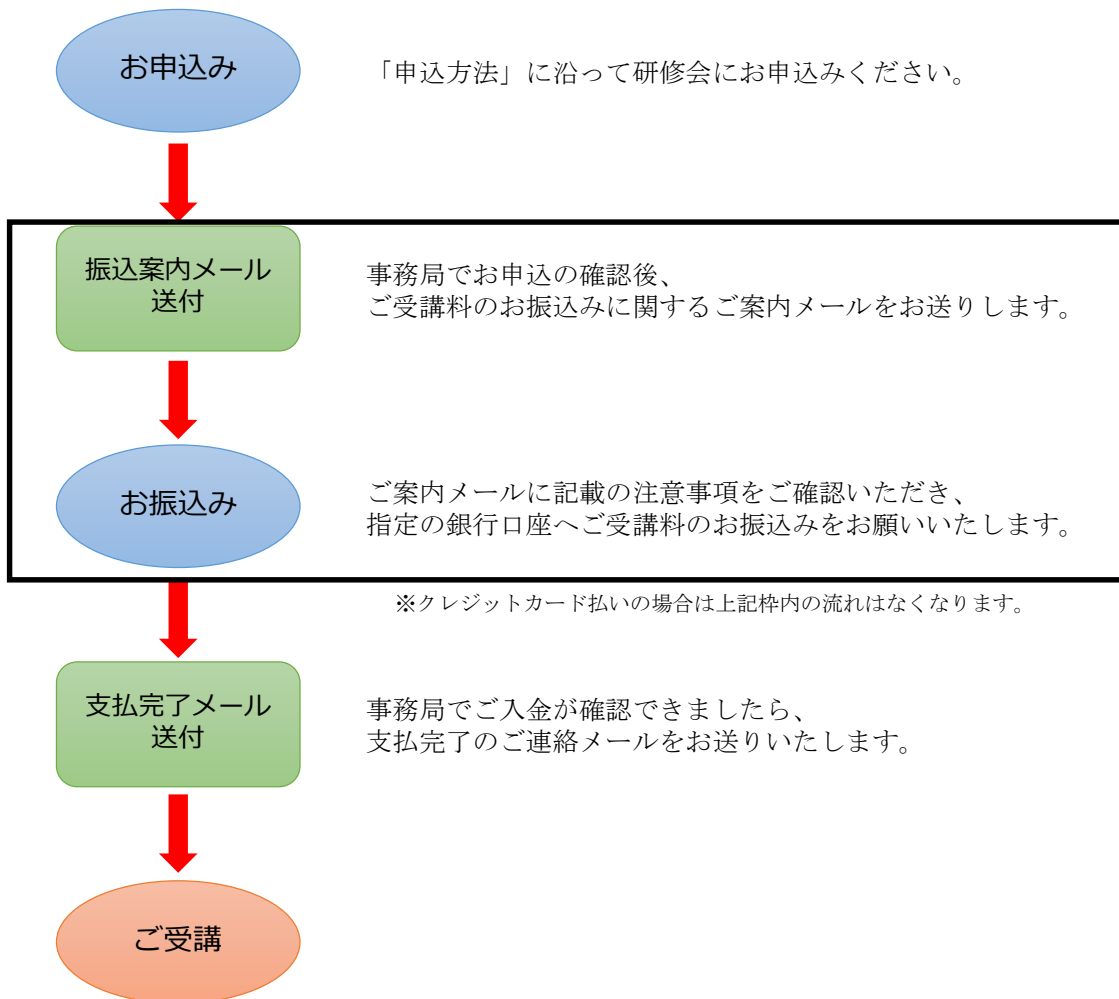 お申込み
「申込方法」に沿って研修会にお申込みください。
振込案内メール
送付
事務局でお申込の確認後、
ご受講料のお振込みに関するご案内メールをお送りします。
お振込み
ご案内メールに記載の注意事項をご確認いただき、
指定の銀行口座へご受講料のお振込みをお願いいたします。
※クレジットカード払いの場合は上記枠内の流れはなくなります。
支払完了メール
送付
事務局でご入金が確認できましたら、
支払完了のご連絡メールをお送りいたします。
ご受講